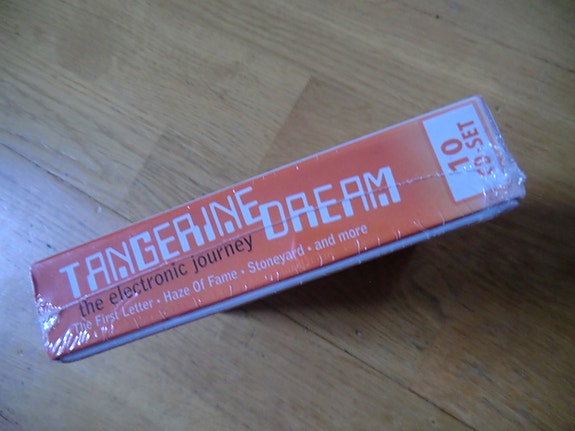 TANGERINE DREAM
the electronic journey
The First Letter • Haze Of Fame • Stoneyard • and more
10
CD-SET